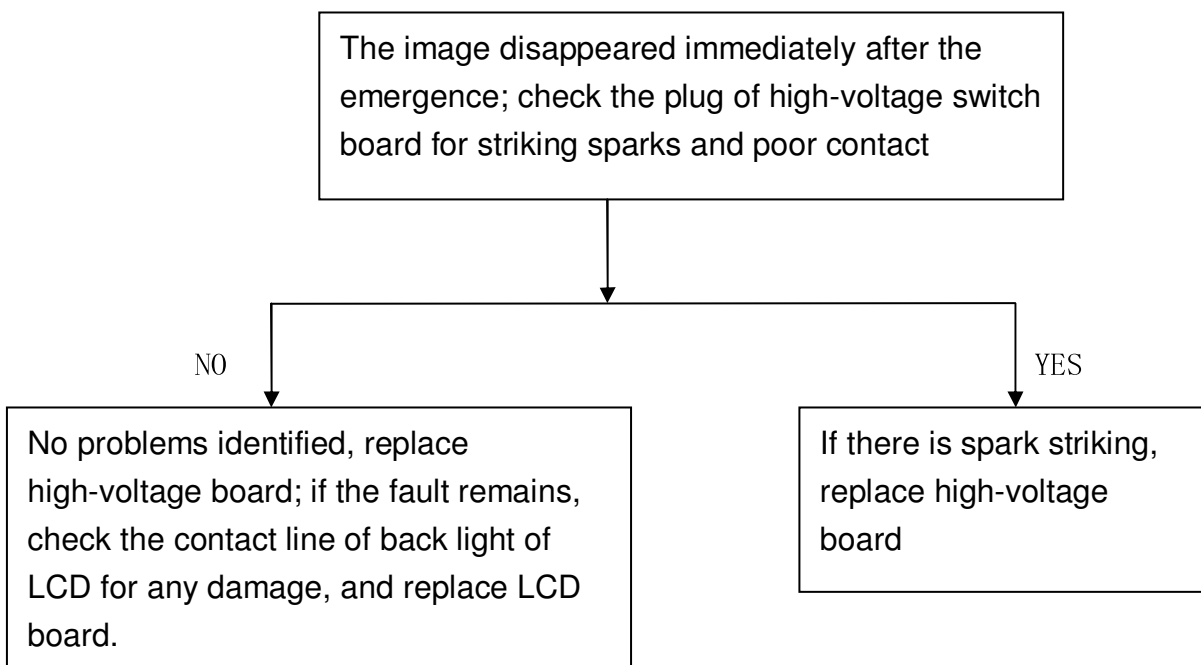 The image disappeared immediately after the
emergence; check the plug of high-voltage switch
board for striking sparks and poor contact
NO
YES
No problems identified, replace
high-voltage board; if the fault remains,
check the contact line of back light of
LCD for any damage, and replace LCD
board.
If there is spark striking,
replace high-voltage
board